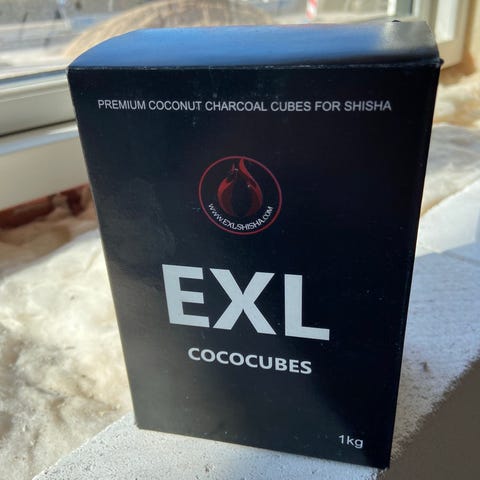 PREMIUM COCONUT CHARCOAL CUBES FOR SHISHA
WWW.EXLSHISHA.COM
EXL
COCOCUBES
1kg